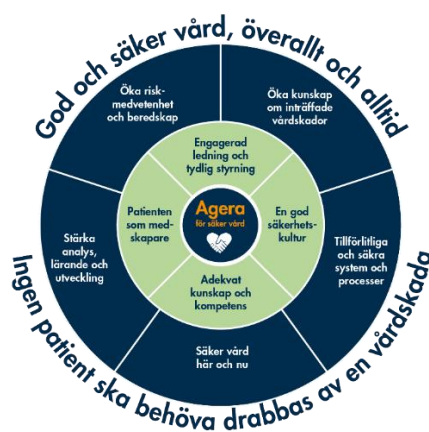 God och säker vård, överallt och alltid
Öka risk-
medvetenhet
och beredskap
Öka kunskap
om inträffade
vårdskador
Engagerad
ledning och
tydlig styrning
Patienten
som med-
skapare
Agera
för säker vård
En god
säkerhets-
kultur
Stärka
analys,
lärande och
utveckling
Tillförlitliga
och säkra
system och
processer
Adekvat
kunskap och
kompetens
Säker vård
här och nu
Ingen patient ska behöva drabbas av en vårdskada